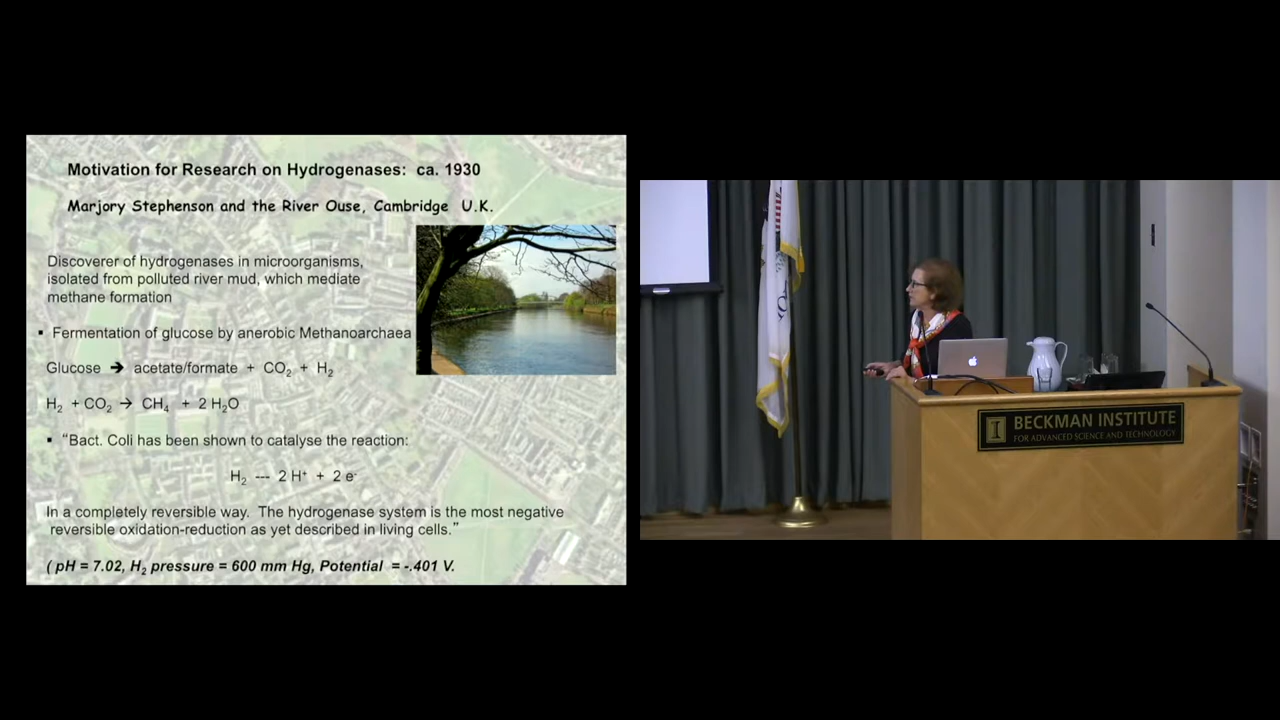 Motivation for Research on Hydrogenases:  ca. 1930
Marjory Stephenson and the River Ouse, Cambridge  U.K.
Discoverer of hydrogenases in microorganisms,
isolated from polluted river mud, which mediate
methane formation
▪ Fermentation of glucose by anerobic Methanoarchaea
Glucose ➔ acetate/formate + CO₂ + H₂
H₂ + CO₂ → CH₄ + 2 H₂O
▪ “Bact. Coli has been shown to catalyse the reaction:
H₂ --- 2 H⁺ + 2 e⁻
In a completely reversible way.  The hydrogenase system is the most negative
reversible oxidation-reduction as yet described in living cells.”
( pH = 7.02, H₂ pressure = 600 mm Hg, Potential = -.401 V.
I BECKMAN INSTITUTE
FOR ADVANCED SCIENCE AND TECHNOLOGY